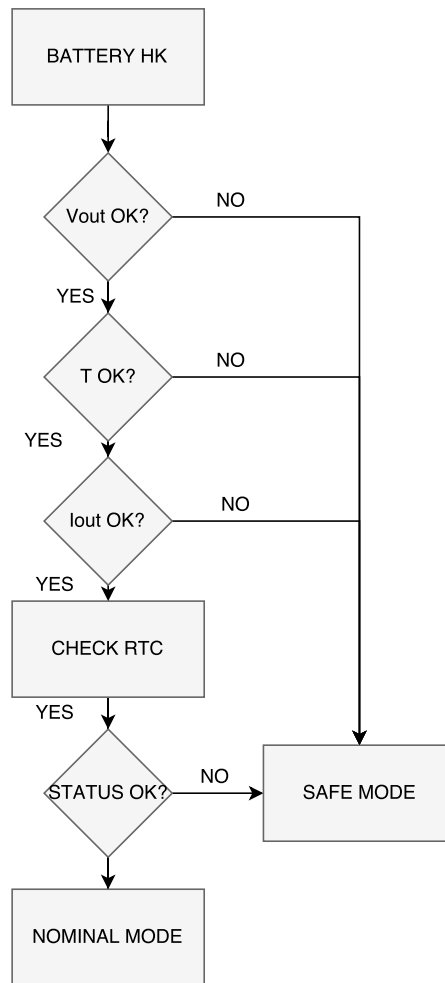 BATTERY HK
Vout OK?
NO
YES
T OK?
NO
YES
Iout OK?
NO
YES
CHECK RTC
YES
STATUS OK?
NO
SAFE MODE
NOMINAL MODE